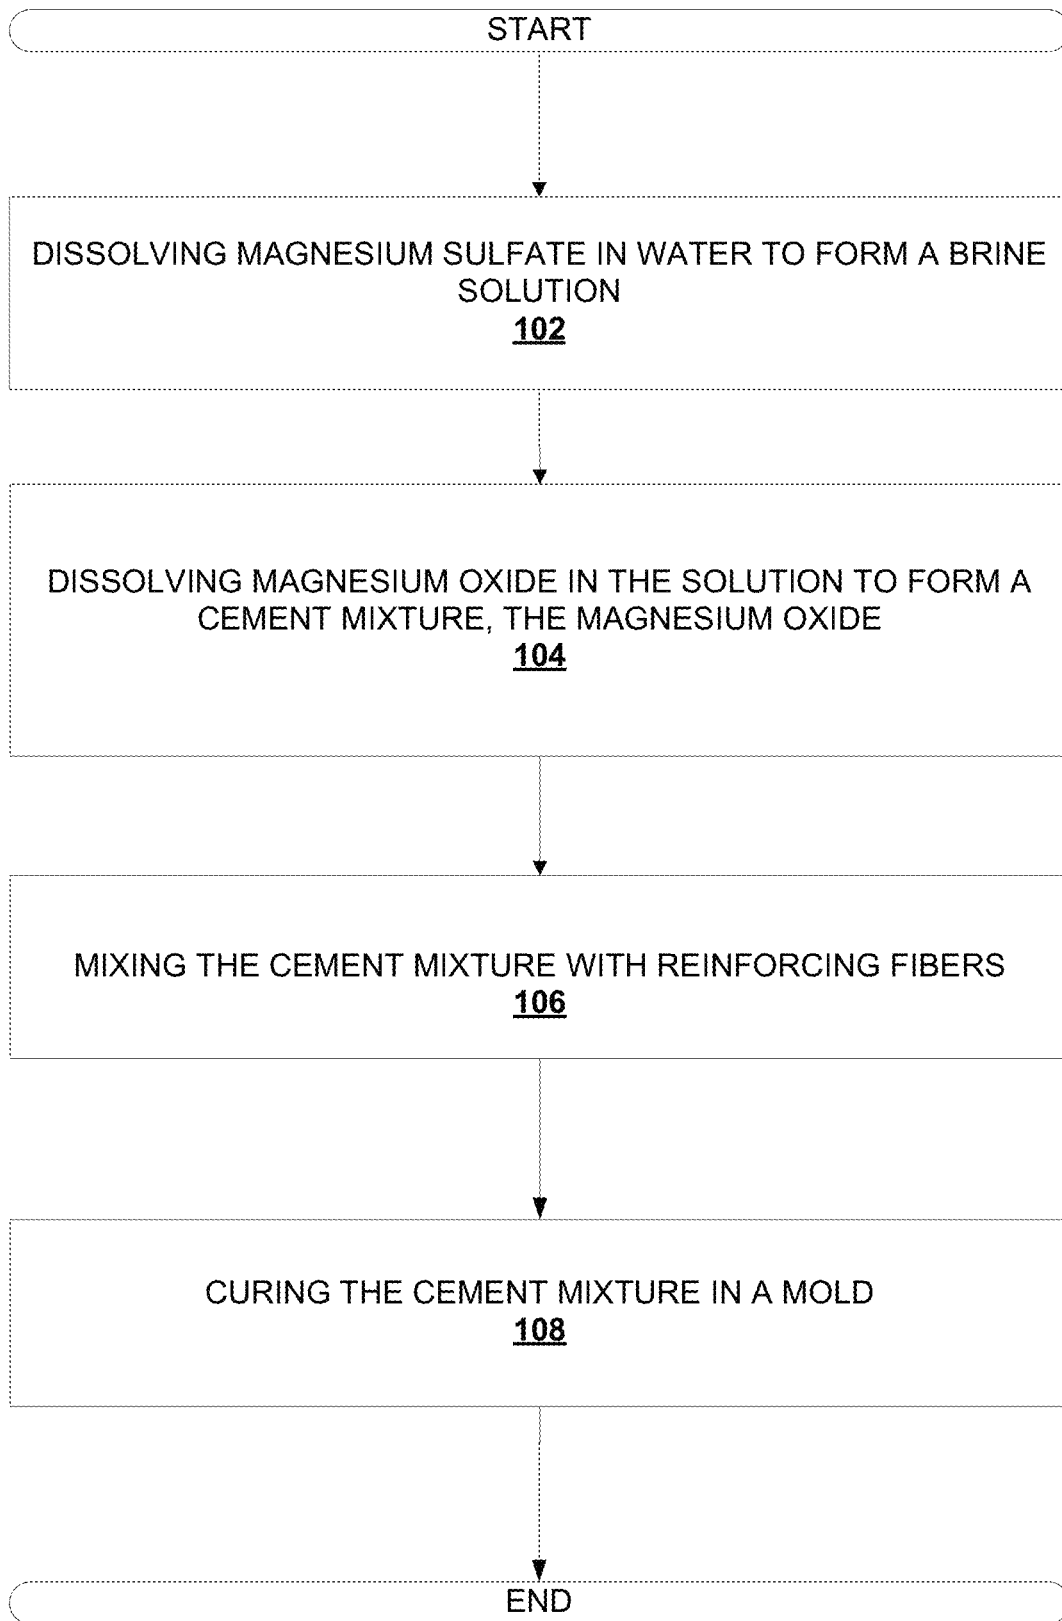 START
DISSOLVING MAGNESIUM SULFATE IN WATER TO FORM A BRINE
SOLUTION
102
DISSOLVING MAGNESIUM OXIDE IN THE SOLUTION TO FORM A
CEMENT MIXTURE, THE MAGNESIUM OXIDE
104
MIXING THE CEMENT MIXTURE WITH REINFORCING FIBERS
106
CURING THE CEMENT MIXTURE IN A MOLD
108
END